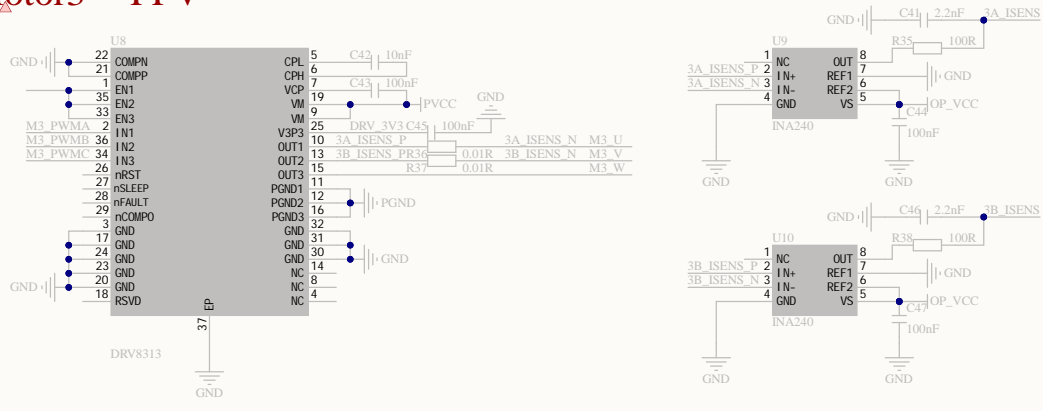 U8
GND
22 COMPN
21 COMPP
1 EN1
35 EN2
33 EN3
M3_PWMA 2 IN1
M3_PWMB 36 IN2
M3_PWMC 34 IN3
26 nRST
27 nSLEEP
28 nFAULT
29 nCOMPO
3 GND
17 GND
24 GND
23 GND
GND 20 GND
18 RSVD
37 EP
GND
DRV8313
CPL 5 C42 10nF
CPH 6
VCP 7 C43 100nF
VM 19 PVCC
VM 9
GND
V3P3 25 DRV_3V3 C45 100nF
OUT1 10 3A_ISENS_P 3A_ISENS_N M3_U
OUT2 13 3B_ISENS_P R36 0.01R 3B_ISENS_N M3_V
OUT3 15 R37 0.01R M3_W
PGND1 11
PGND2 12 PGND
PGND3 16
GND 32
GND 31
GND 30 GND
NC 14
NC 8
NC 4
GND C41 2.2nF 3A_ISENS
R35 100R
U9
1 NC OUT 8
3A_ISENS_P 2 IN+ REF1 7 GND
3A_ISENS_N 3 IN- REF2 6
4 GND VS 5 OP_VCC
INA240
C44
100nF
GND
GND
GND C46 2.2nF 3B_ISENS
R38 100R
U10
1 NC OUT 8
3B_ISENS_P 2 IN+ REF1 7 GND
3B_ISENS_N 3 IN- REF2 6
4 GND VS 5 OP_VCC
INA240
C47
100nF
GND
GND